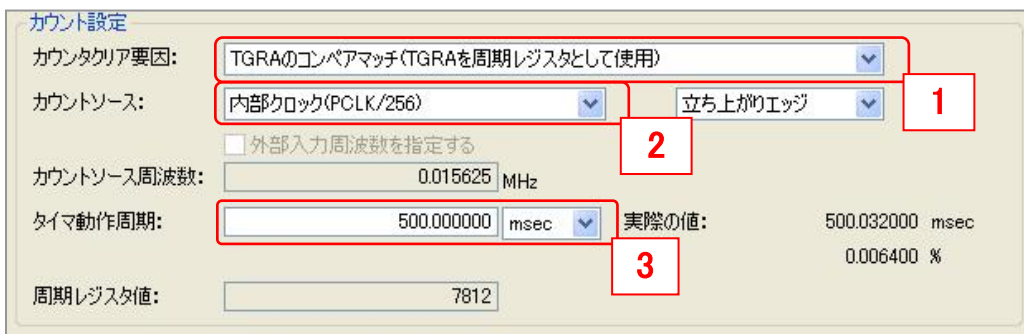 カウント設定
カウンタクリア要因: TGRAのコンペアマッチ(TGRAを周期レジスタとして使用)
1
カウントソース: 内部クロック(PCLK/256) 立ち上がりエッジ
2
外部入力周波数を指定する
カウントソース周波数: 0.015625 MHz
タイマ動作周期: 500.000000 msec 実際の値: 500.032000 msec
3
0.006400 %
周期レジスタ値: 7812